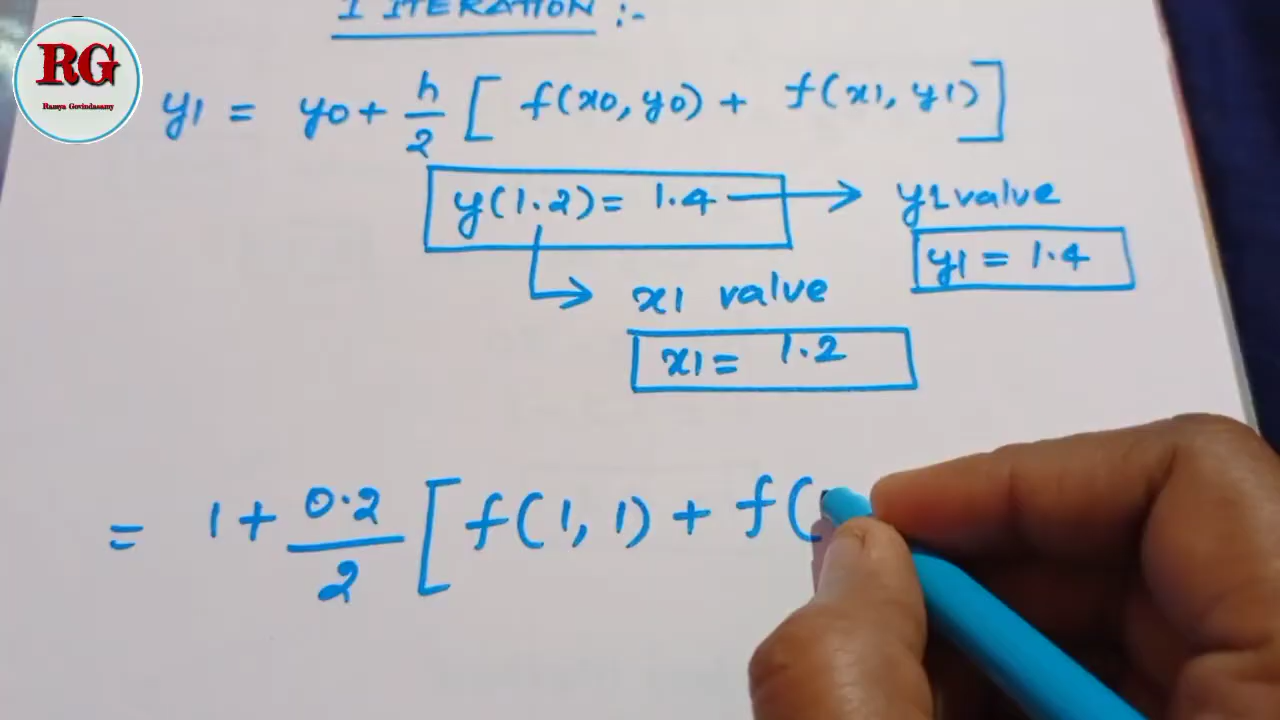 RG
Ramya Govindasamy
I ITERATION :-
y1 = y0 + h/2 [ f(x0, y0) + f(x1, y1) ]
y(1.2) = 1.4 → y1 value
y1 = 1.4
x1 value
x1 = 1.2
= 1 + 0.2/2 [ f(1, 1) + f(